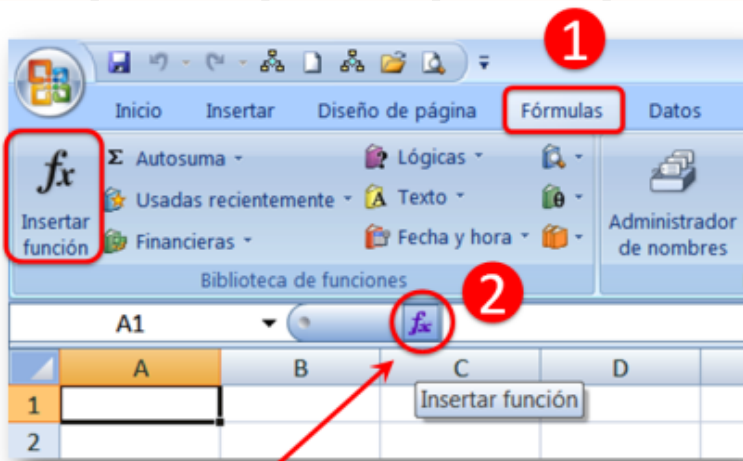 1
Inicio Insertar Diseño de página Fórmulas Datos
fx Σ Autosuma Lógicas
Usadas recientemente A Texto θ
Insertar función Financieras Fecha y hora Administrador de nombres
Biblioteca de funciones
2
A1 fx
A B C D
Insertar función
1
2